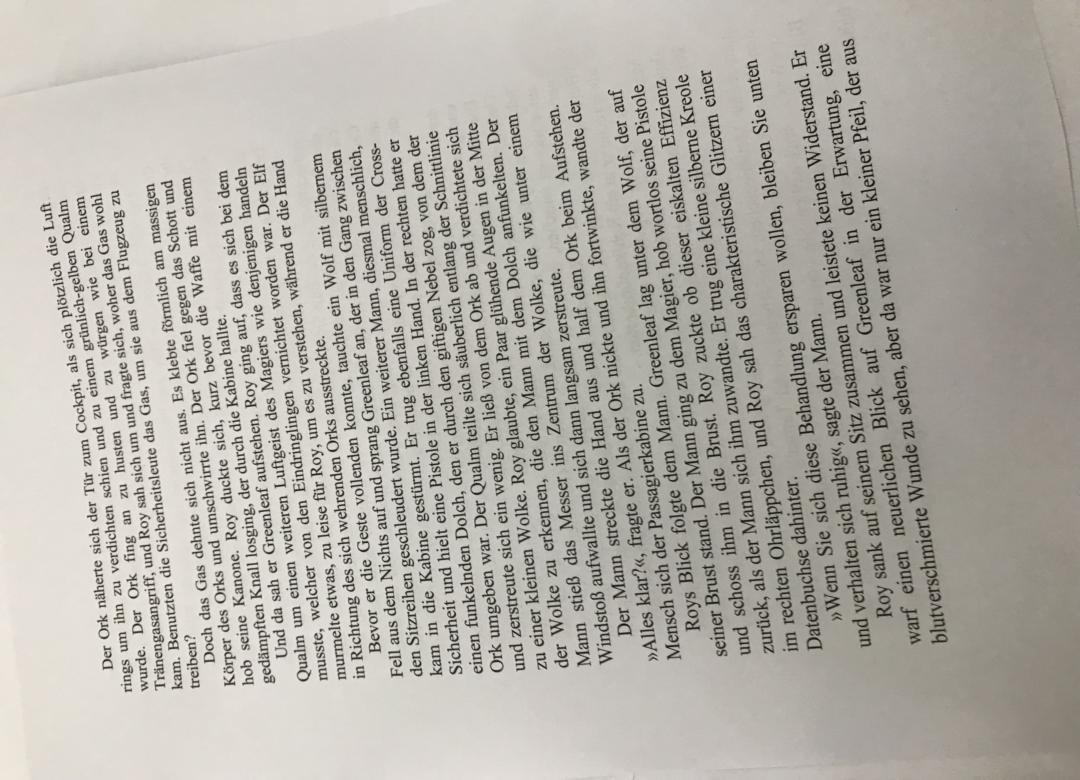 Der Ork näherte sich der Tür zum Cockpit, als sich plötzlich die Luft
rings um ihn zu verdichten schien und zu einem grünlich-gelben Qualm
wurde. Der Ork fing an zu husten und zu würgen wie bei einem
Tränengasangriff, und Roy sah sich um und fragte sich, woher das Gas wohl
kam. Benutzten die Sicherheitsleute das Gas, um sie aus dem Flugzeug zu
treiben?
Doch das Gas dehnte sich nicht aus. Es klebte förmlich am massigen
Körper des Orks und umschwirrte ihn. Der Ork fiel gegen das Schott und
hob seine Kanone. Roy duckte sich, kurz bevor die Waffe mit einem
gedämpften Knall losging, der durch die Kabine hallte.
Und da sah er Greenleaf aufstehen. Roy ging auf, dass es sich bei dem
Qualm um einen weiteren Luftgeist des Magiers wie denjenigen handeln
musste, welcher von den Eindringlingen vernichtet worden war. Der Elf
murmelte etwas, zu leise für Roy, um es zu verstehen, während er die Hand
in Richtung des sich wehrenden Orks ausstreckte.
Bevor er die Geste vollenden konnte, tauchte ein Wolf mit silbernem
Fell aus dem Nichts auf und sprang Greenleaf an, der in den Gang zwischen
den Sitzreihen geschleudert wurde. Ein weiterer Mann, diesmal menschlich,
kam in die Kabine gestürmt. Er trug ebenfalls eine Uniform der Cross-
Sicherheit und hielt eine Pistole in der linken Hand. In der rechten hatte er
einen funkelnden Dolch, den er durch den giftigen Nebel zog, von dem der
Ork umgeben war. Der Qualm teilte sich säuberlich entlang der Schnittlinie
und zerstreute sich ein wenig. Er ließ von dem Ork ab und verdichtete sich
zu einer kleinen Wolke. Roy glaubte, ein Paar glühende Augen in der Mitte
der Wolke zu erkennen, die den Mann mit dem Dolch anfunkelten. Der
Mann stieß das Messer ins Zentrum der Wolke, die wie unter einem
Windstoß aufwallte und sich dann langsam zerstreute.
Der Mann streckte die Hand aus und half dem Ork beim Aufstehen.
»Alles klar?«, fragte er. Als der Ork nickte und ihn fortwinkte, wandte der
Mensch sich der Passagierkabine zu.
Roys Blick folgte dem Mann. Greenleaf lag unter dem Wolf, der auf
seiner Brust stand. Der Mann ging zu dem Magier, hob wortlos seine Pistole
und schoss ihm in die Brust. Roy zuckte ob dieser eiskalten Effizienz
zurück, als der Mann sich ihm zuwandte. Er trug eine kleine silberne Kreole
im rechten Ohrläppchen, und Roy sah das charakteristische Glitzern einer
Datenbuchse dahinter.
»Wenn Sie sich diese Behandlung ersparen wollen, bleiben Sie unten
und verhalten sich ruhig«, sagte der Mann.
Roy sank auf seinem Sitz zusammen und leistete keinen Widerstand. Er
warf einen neuerlichen Blick auf Greenleaf in der Erwartung, eine
blutverschmierte Wunde zu sehen, aber da war nur ein kleiner Pfeil, der aus